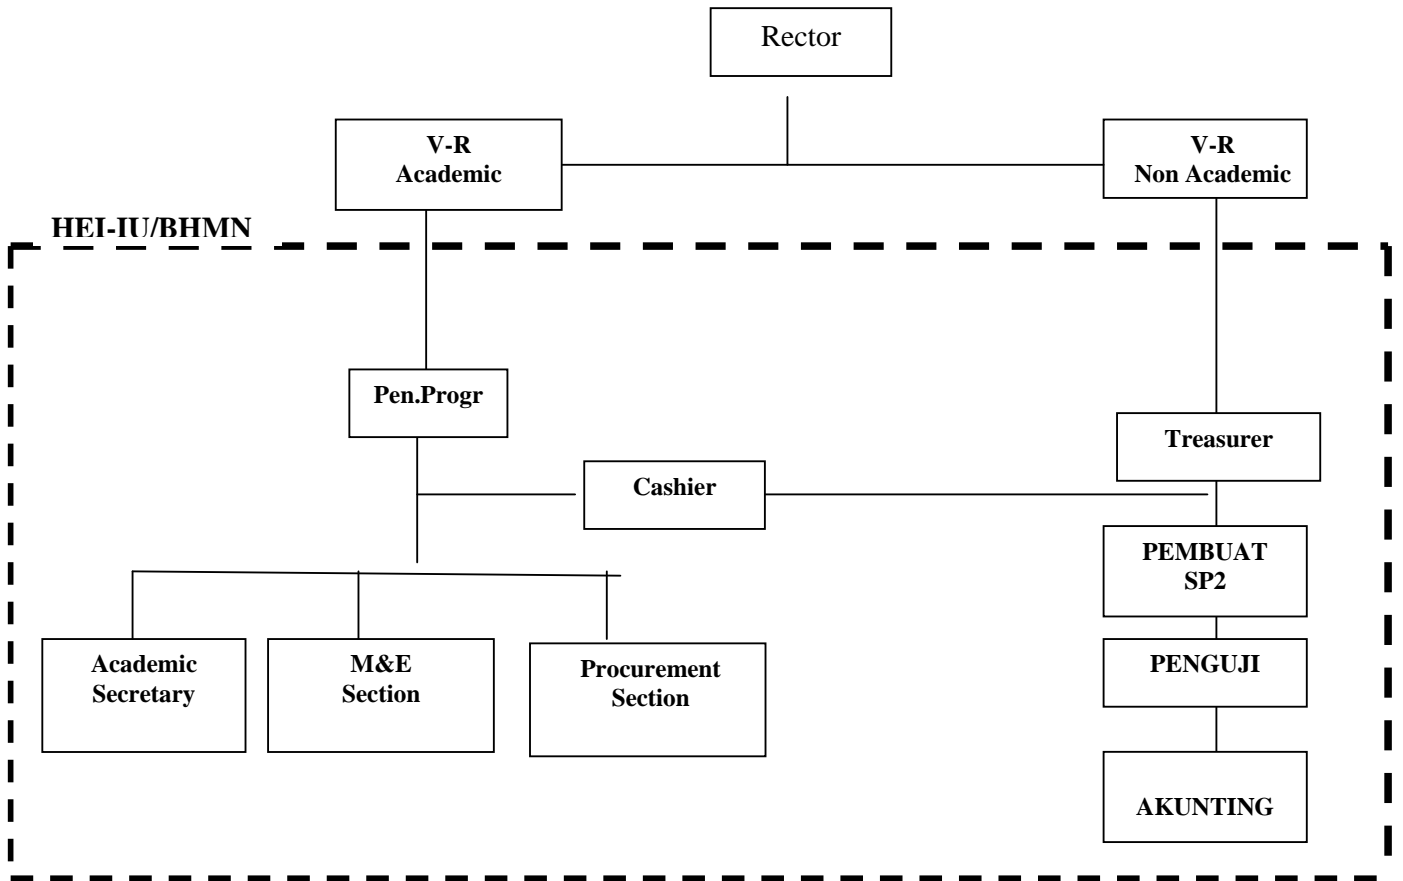 Rector
V-R
Academic
V-R
Non Academic
HEI-IU/BHMN
Pen.Progr
Treasurer
Cashier
PEMBUAT
SP2
Academic
Secretary
M&E
Section
Procurement
Section
PENGUJI
AKUNTING